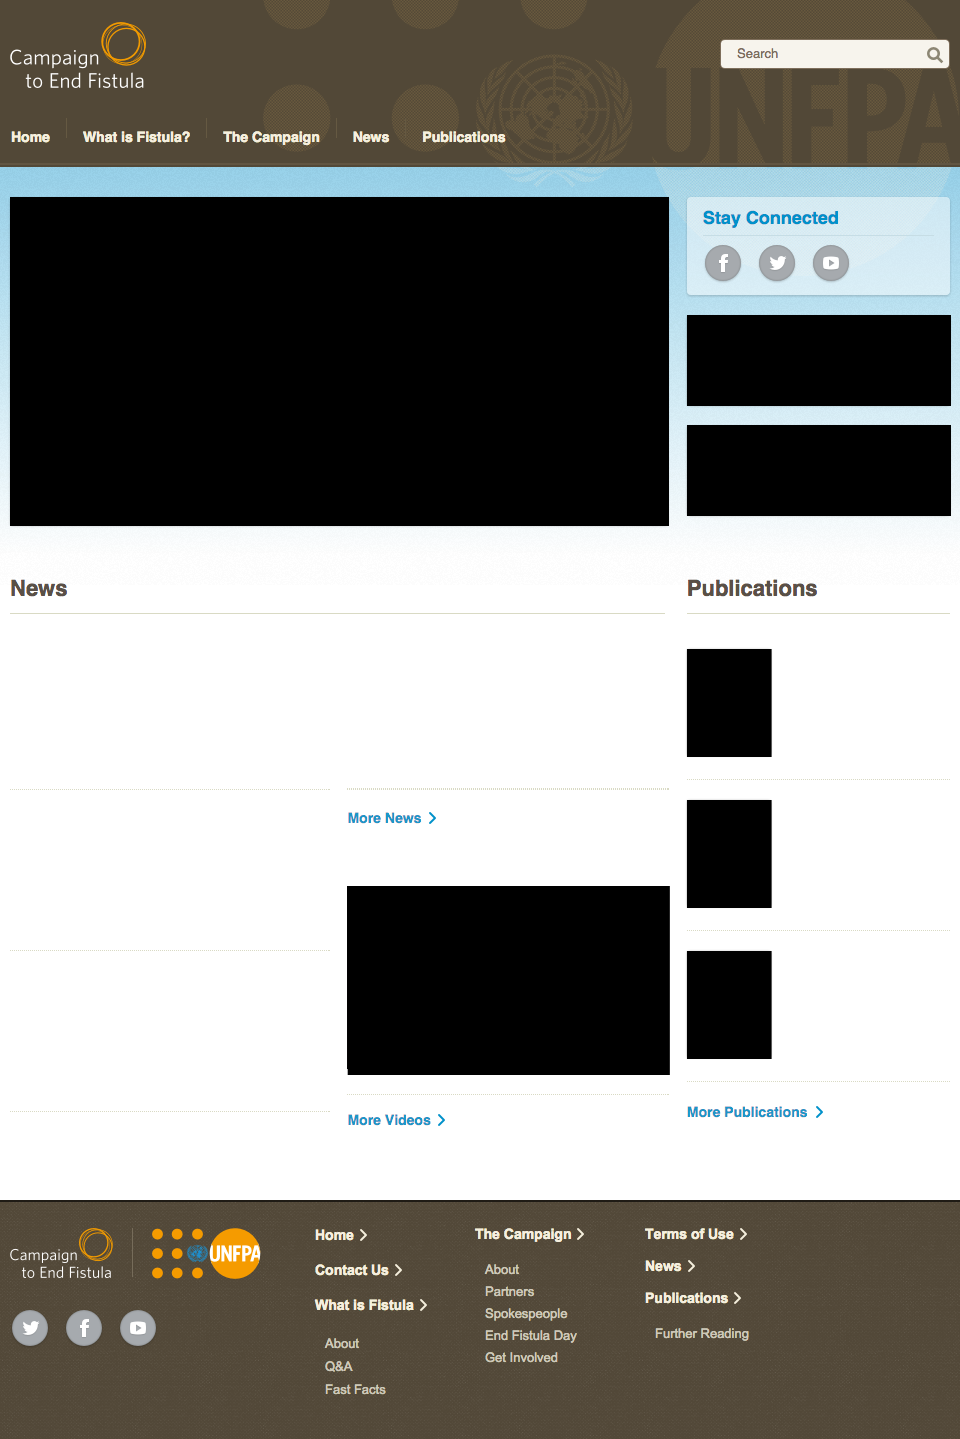 Campaign
to End Fistula
Search
UNFPA
Home
What is Fistula?
The Campaign
News
Publications
Stay Connected
News
Publications
More News
More Videos
More Publications
Campaign
to End Fistula
UNFPA
Home
Contact Us
What is Fistula
About
Q&A
Fast Facts
The Campaign
About
Partners
Spokespeople
End Fistula Day
Get Involved
Terms of Use
News
Publications
Further Reading